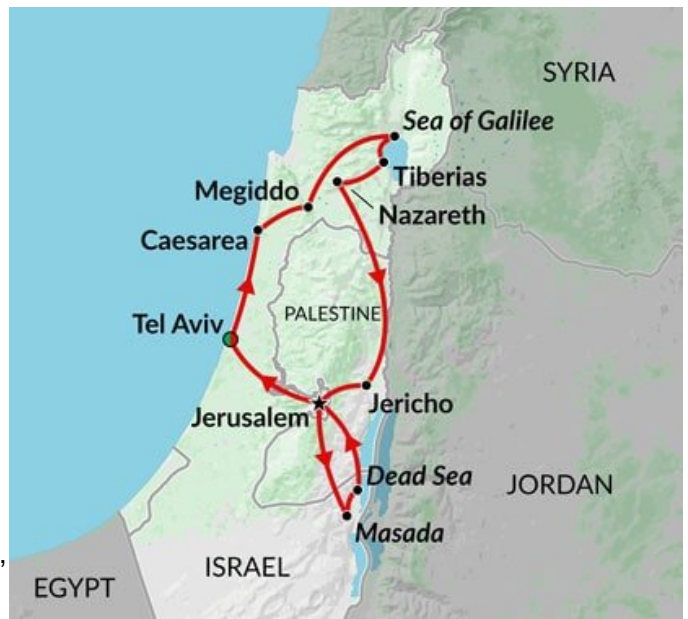 SYRIA
Sea of Galilee
Tiberias
Megiddo
Nazareth
Caesarea
PALESTINE
Tel Aviv
Jericho
Jerusalem
Dead Sea
JORDAN
Masada
,
ISRAEL
EGYPT